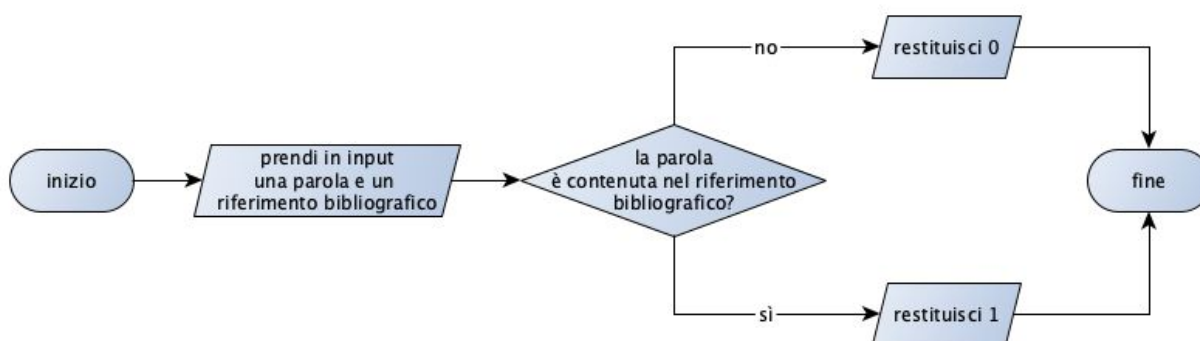 inizio
prendi in input
una parola e un
riferimento bibliografico
la parola
è contenuta nel riferimento
bibliografico?
no
restituisci 0
sì
restituisci 1
fine